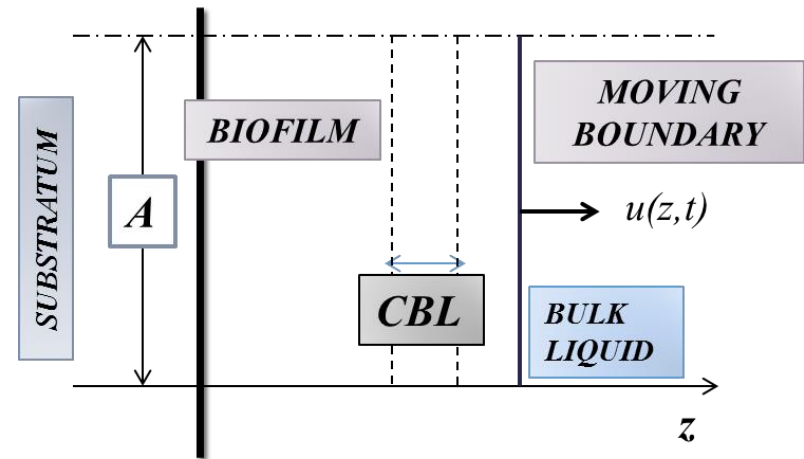 SUBSTRATUM
A
BIOFILM
CBL
MOVING
BOUNDARY
u(z,t)
BULK
LIQUID
z